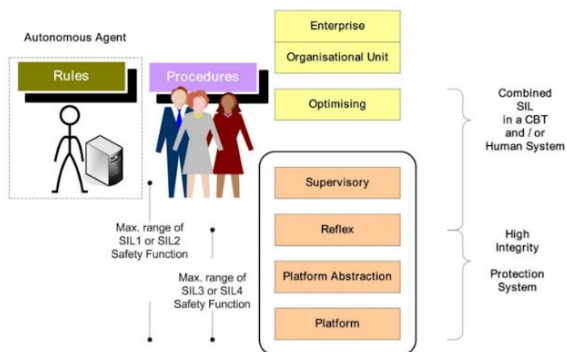 Autonomous Agent
Rules
Procedures
Enterprise
Organisational Unit
Optimising
Supervisory
Reflex
Platform Abstraction
Platform
Max. range of
SIL1 or SIL2
Safety Function
Max. range of
SIL3 or SIL4
Safety Function
Combined
SIL
in a CBT
and / or
Human System
High
Integrity
Protection
System